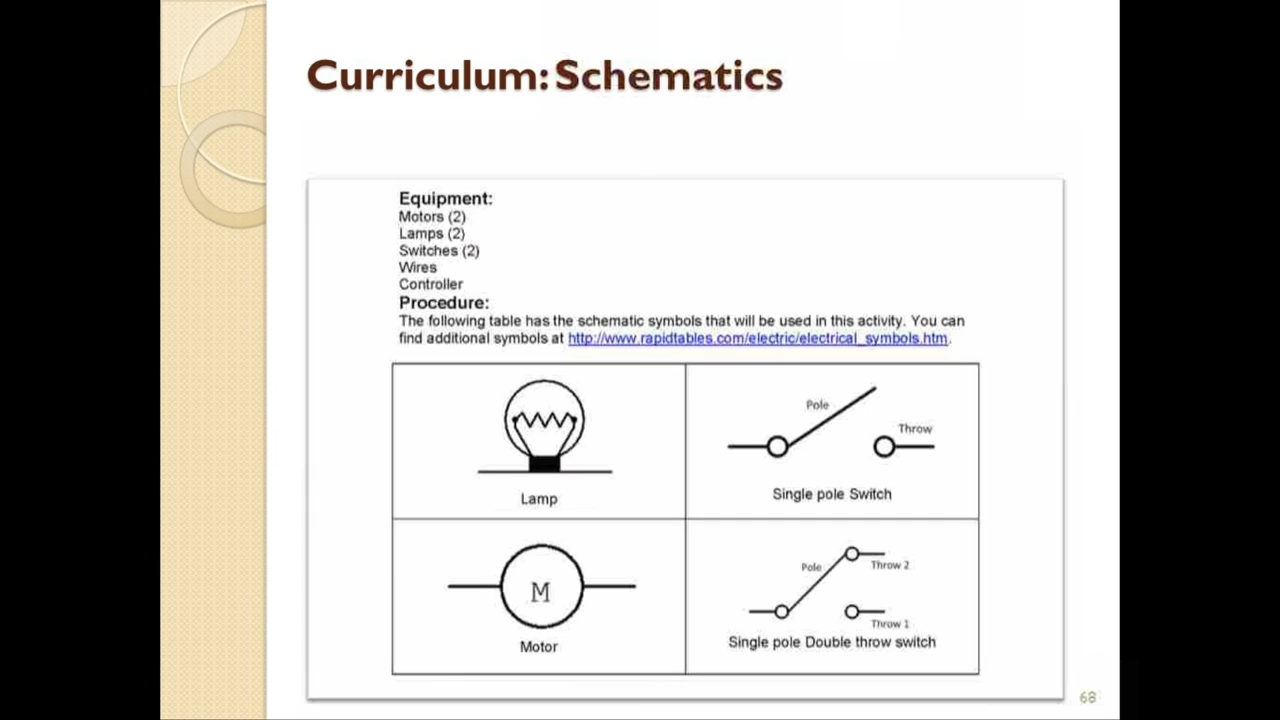 Curriculum: Schematics
Equipment:
Motors (2)
Lamps (2)
Switches (2)
Wires
Controller
Procedure:
The following table has the schematic symbols that will be used in this activity. You can
find additional symbols at http://www.rapidtables.com/electric/electrical_symbols.htm.
Pole
Throw
Lamp
Single pole Switch
M
Motor
Pole
Throw 2
Throw 1
Single pole Double throw switch
68